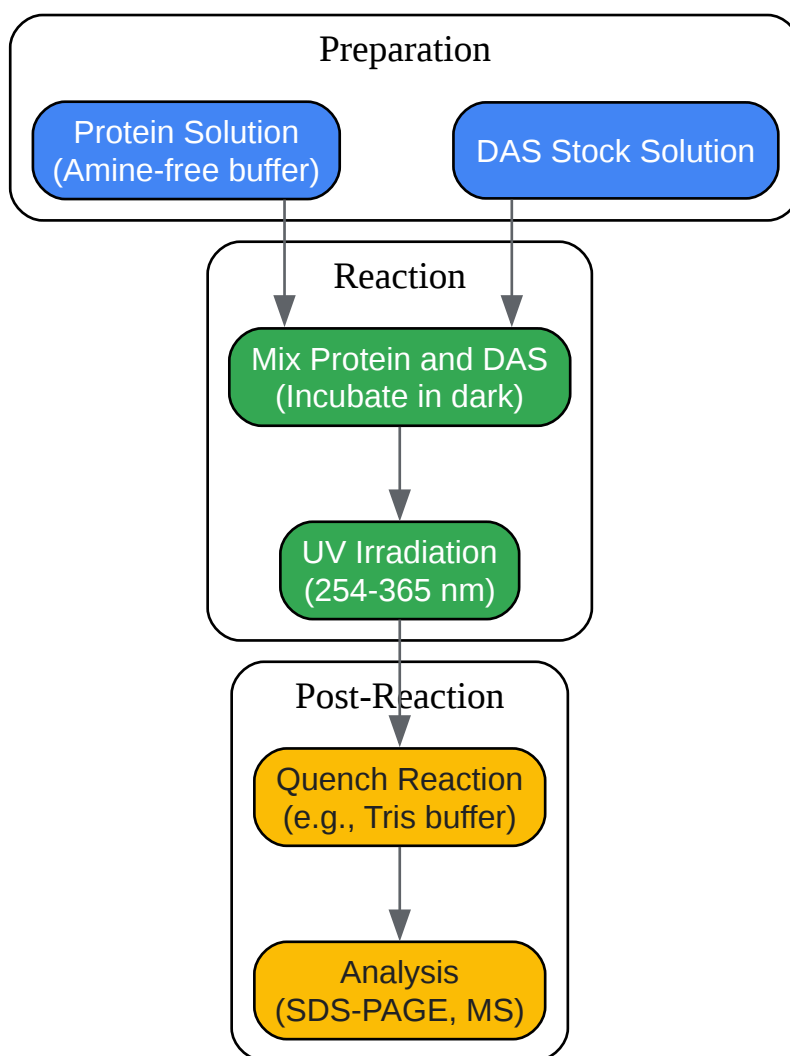 Preparation
Protein Solution
(Amine-free buffer)
DAS Stock Solution
Reaction
Mix Protein and DAS
(Incubate in dark)
UV Irradiation
(254-365 nm)
Post-Reaction
Quench Reaction
(e.g., Tris buffer)
Analysis
(SDS-PAGE, MS)